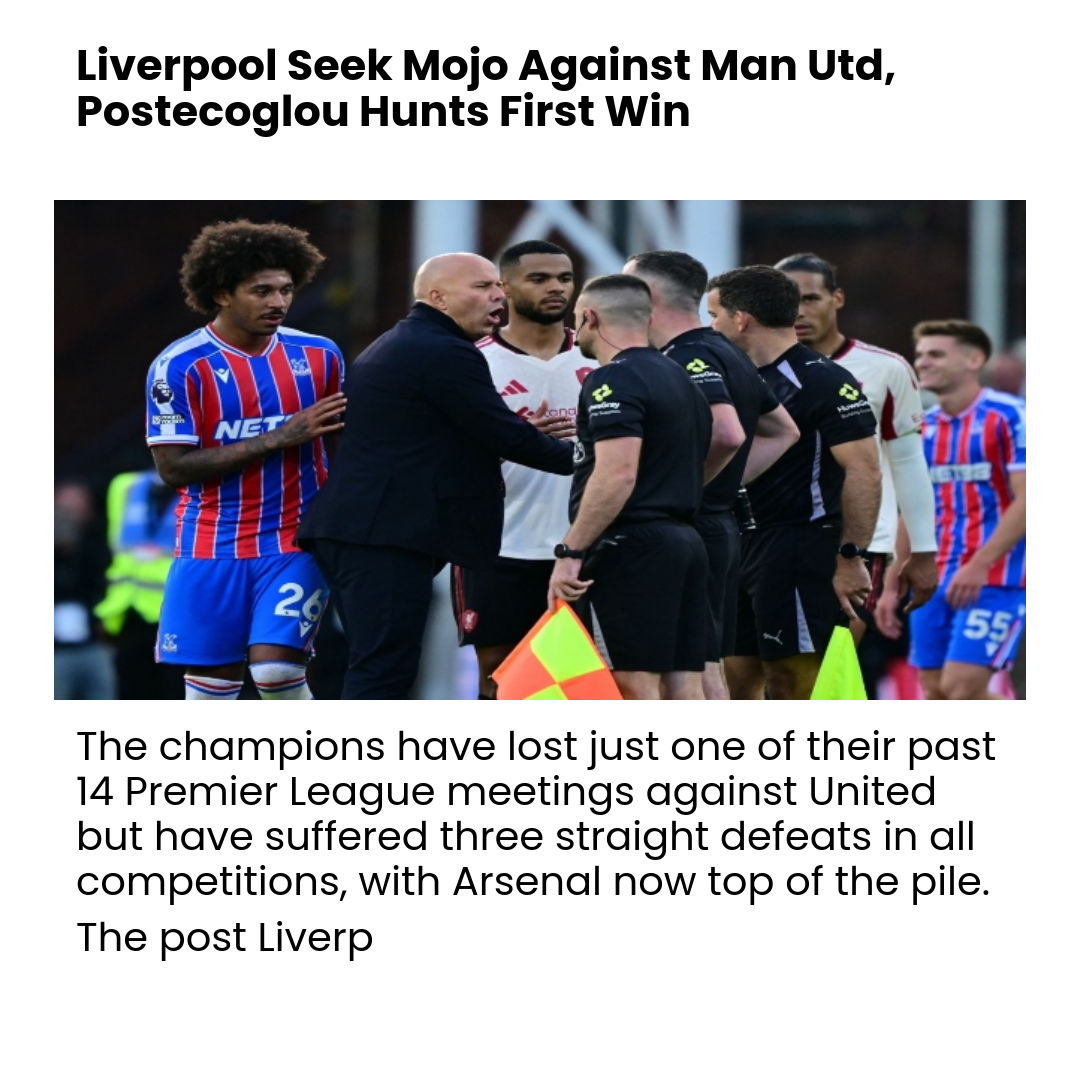 Liverpool Seek Mojo Against Man Utd,
Postecoglou Hunts First Win
NET
26
55
The champions have lost just one of their past
14 Premier League meetings against United
but have suffered three straight defeats in all
competitions, with Arsenal now top of the pile.
The post Liverp